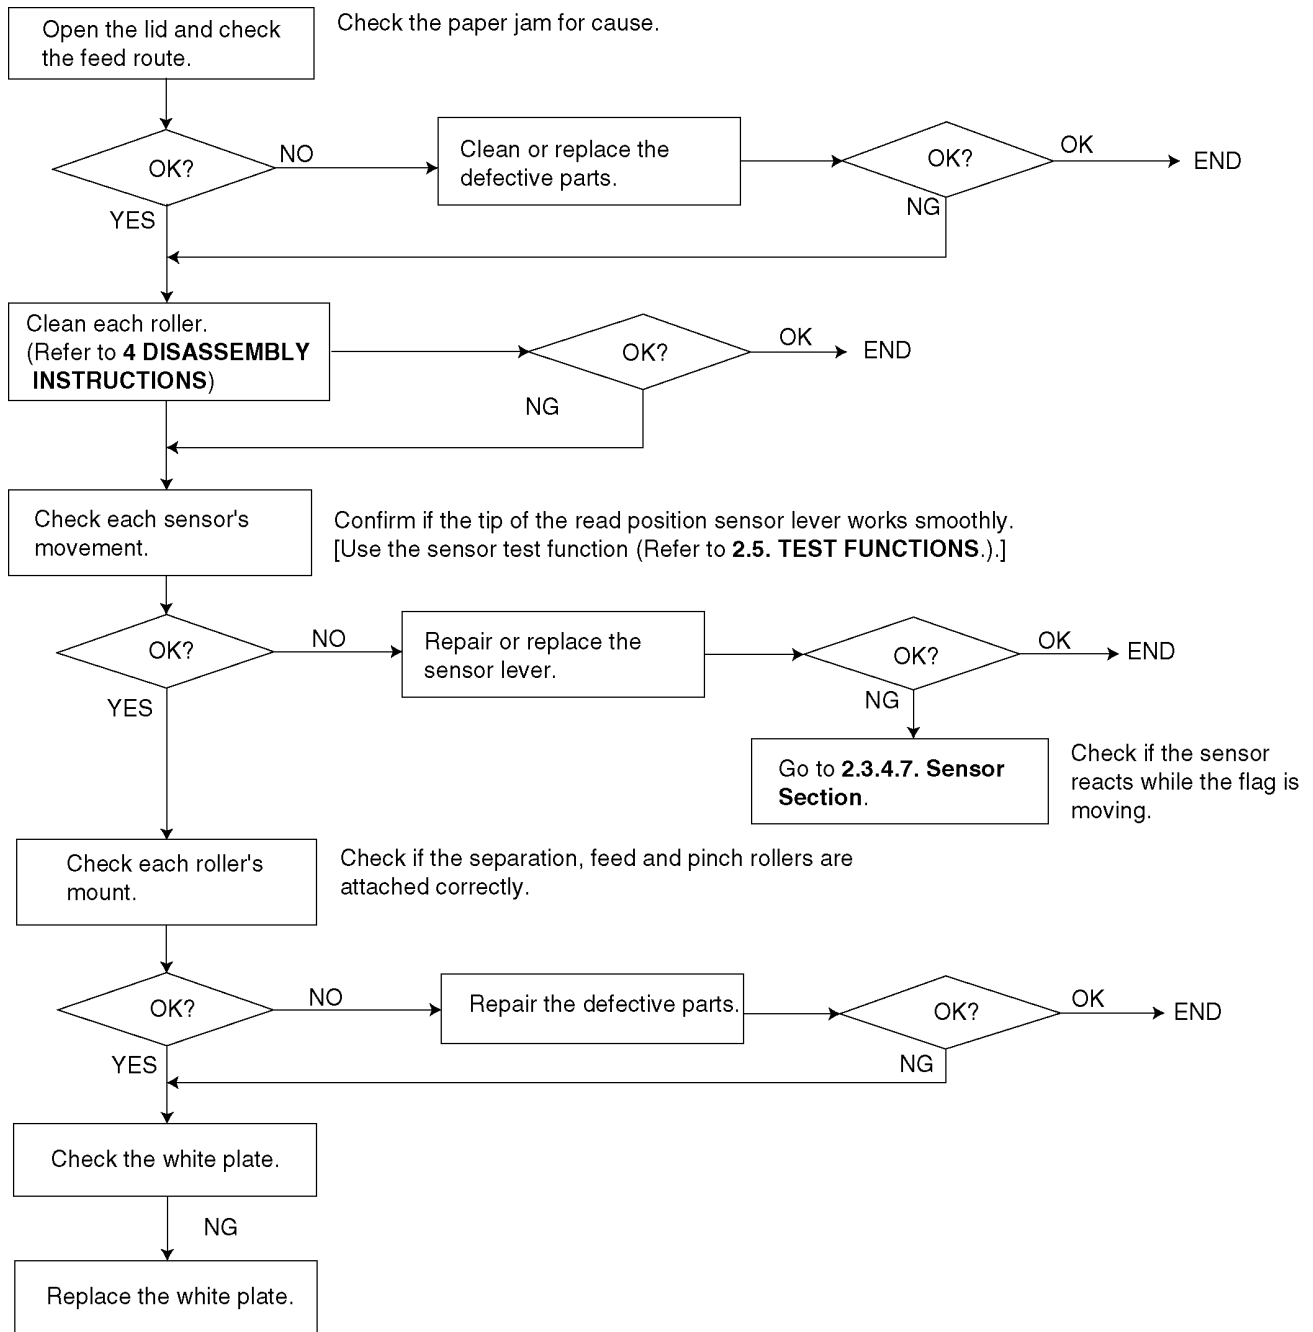 Open the lid and check
the feed route.
Check the paper jam for cause.
OK?
NO
Clean or replace the
defective parts.
OK?
OK
END
YES
NG
Clean each roller.
(Refer to 4 DISASSEMBLY
INSTRUCTIONS)
OK?
OK
END
NG
Check each sensor's
movement.
Confirm if the tip of the read position sensor lever works smoothly.
[Use the sensor test function (Refer to 2.5. TEST FUNCTIONS.).]
OK?
NO
Repair or replace the
sensor lever.
OK?
OK
END
YES
NG
Go to 2.3.4.7. Sensor
Section.
Check if the sensor
reacts while the flag is
moving.
Check each roller's
mount.
Check if the separation, feed and pinch rollers are
attached correctly.
OK?
NO
Repair the defective parts.
OK?
OK
END
YES
NG
Check the white plate.
NG
Replace the white plate.